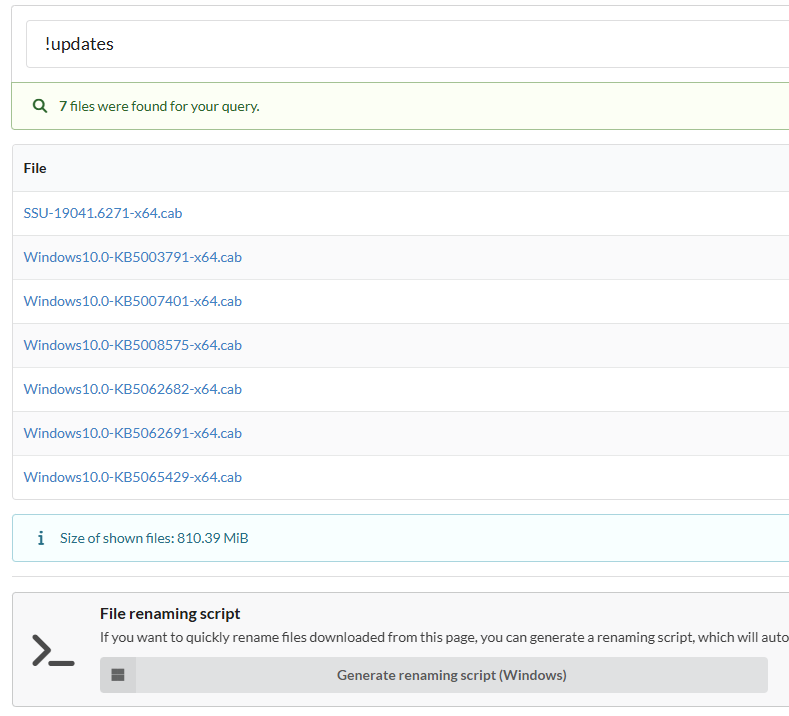 !updates
7 files were found for your query.
File
SSU-19041.6271-x64.cab
Windows10.0-KB5003791-x64.cab
Windows10.0-KB5007401-x64.cab
Windows10.0-KB5008575-x64.cab
Windows10.0-KB5062682-x64.cab
Windows10.0-KB5062691-x64.cab
Windows10.0-KB5065429-x64.cab
Size of shown files: 810.39 MiB
File renaming script
If you want to quickly rename files downloaded from this page, you can generate a renaming script, which will auto
Generate renaming script (Windows)